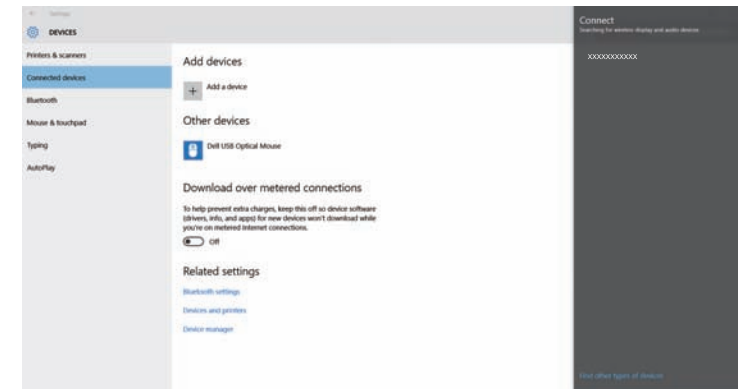 Settings
DEVICES
Printers & scanners
Connected devices
Bluetooth
Mouse & touchpad
Typing
AutoPlay
Add devices
Add a device
Other devices
Dell USB Optical Mouse
Download over metered connections
To help prevent extra charges, keep this off so device software
(drivers, info, and apps) for new devices won't download while
you're on metered Internet connections.
Off
Related settings
Bluetooth settings
Devices and printers
Device manager
Connect
Searching for wireless display and audio devices
xxxxxxxxxxx
Find other types of devices